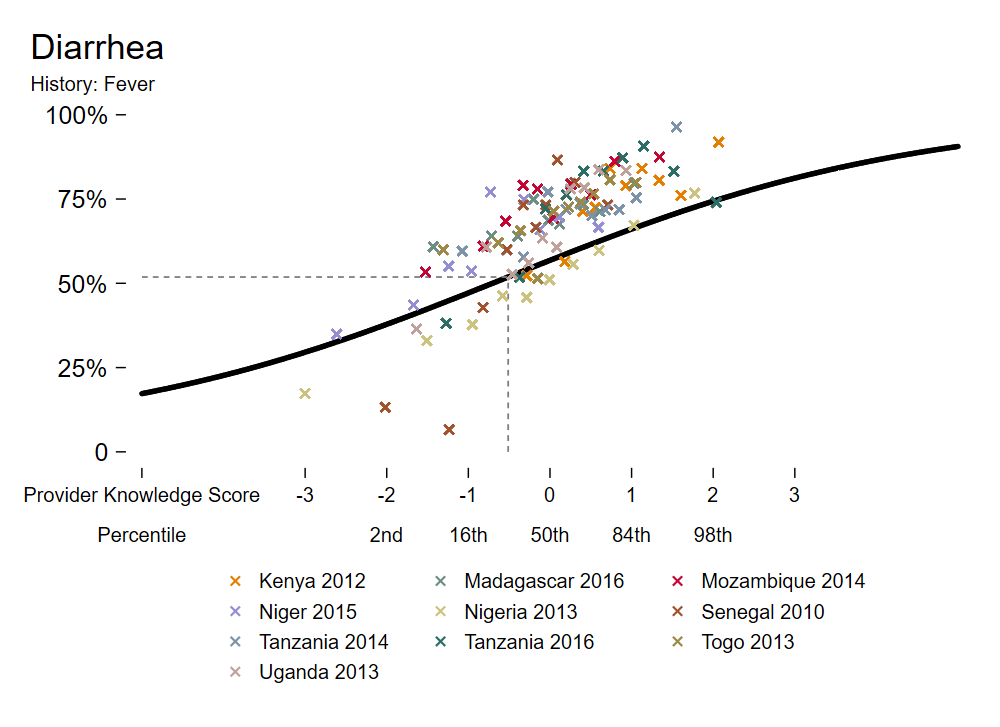 Diarrhea
History: Fever
100%
75%
50%
25%
0
Provider Knowledge Score -3 -2 -1 0 1 2 3
Percentile 2nd 16th 50th 84th 98th
Kenya 2012 Madagascar 2016 Mozambique 2014
Niger 2015 Nigeria 2013 Senegal 2010
Tanzania 2014 Tanzania 2016 Togo 2013
Uganda 2013